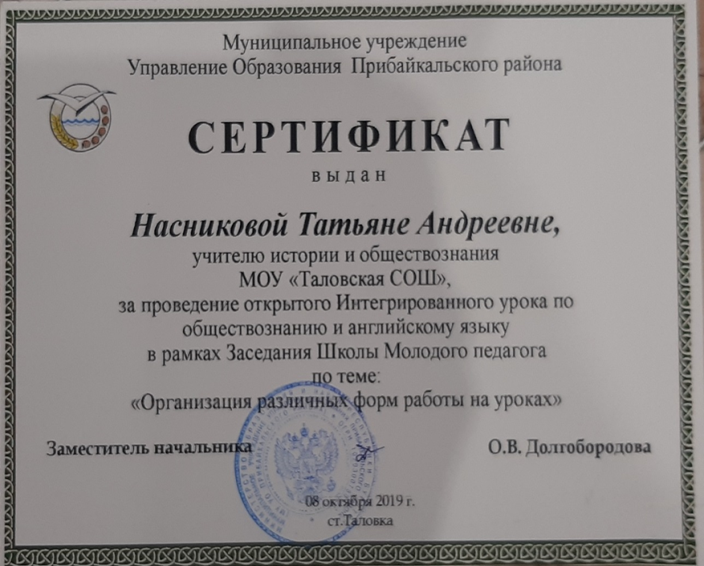 Муниципальное учреждение
Управление Образования Прибайкальского района
СЕРТИФИКАТ
выдан
Насниковой Татьяне Андреевне,
учителю истории и обществознания
МОУ «Таловская СОШ»,
за проведение открытого Интегрированного урока по
обществознанию и английскому языку
в рамках Заседания Школы Молодого педагога
по теме:
«Организация различных форм работы на уроках»
Заместитель начальника О.В. Долгобородова
08 октября 2019 г.
ст.Таловка